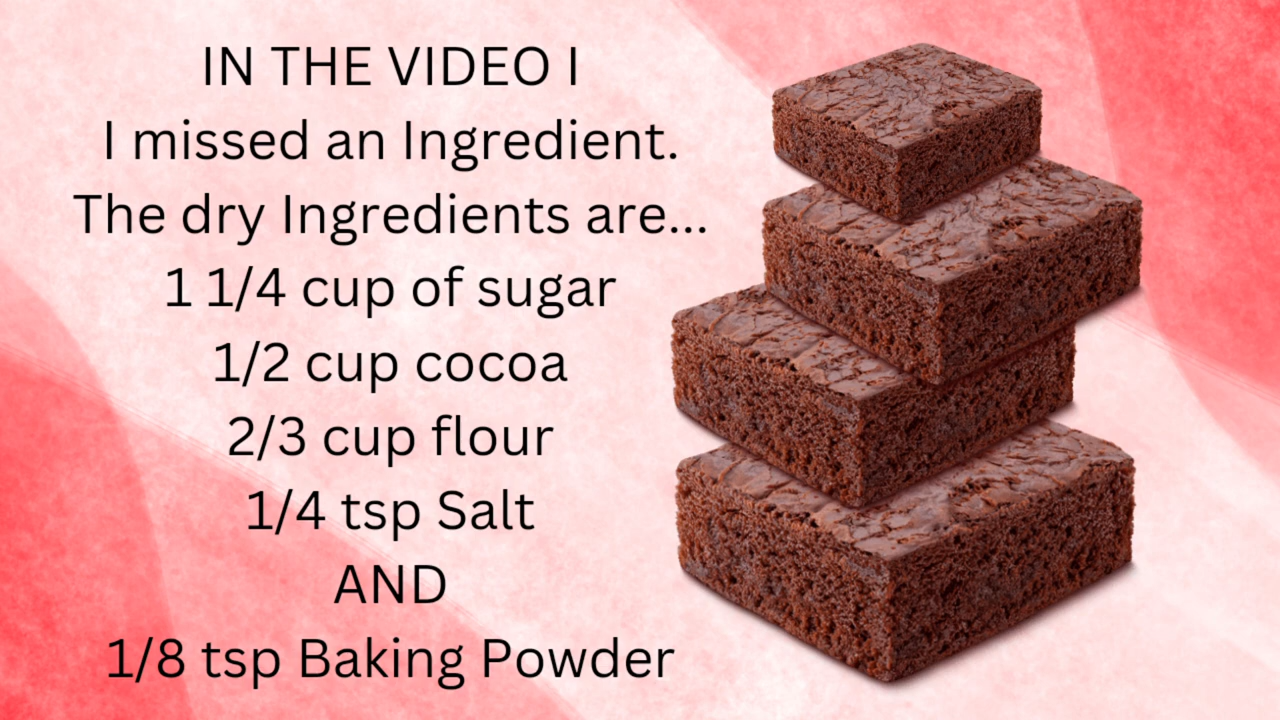 IN THE VIDEO I
I missed an Ingredient.
The dry Ingredients are...
1 1/4 cup of sugar
1/2 cup cocoa
2/3 cup flour
1/4 tsp Salt
AND
1/8 tsp Baking Powder